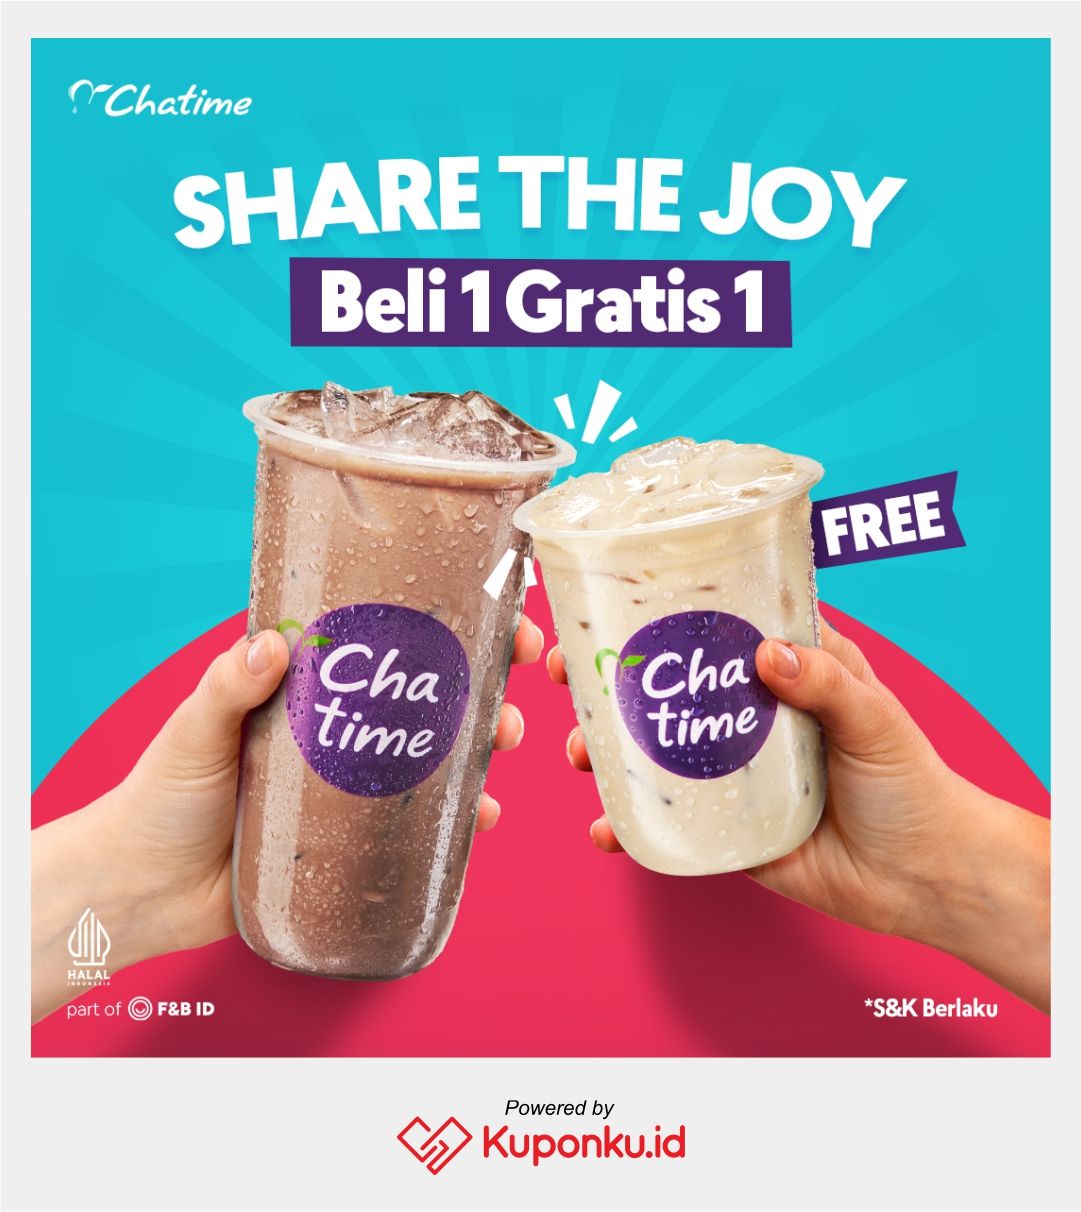 Chatime
SHARE THE JOY
Beli 1 Gratis 1
FREE
Cha
time
Cha
time
HALAL
INDONESIA
part of F&B ID
*S&K Berlaku
Powered by
Kuponku.id